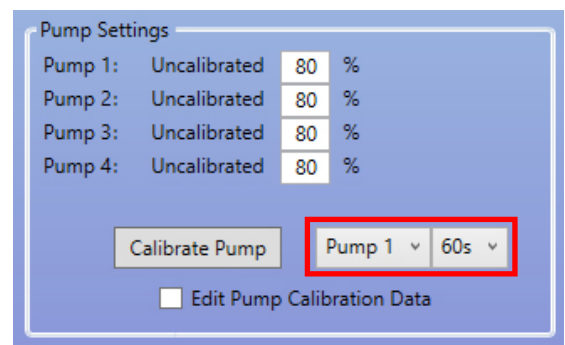 Pump Settings
Pump 1: Uncalibrated 80 %
Pump 2: Uncalibrated 80 %
Pump 3: Uncalibrated 80 %
Pump 4: Uncalibrated 80 %
Calibrate Pump Pump 1 60s
Edit Pump Calibration Data